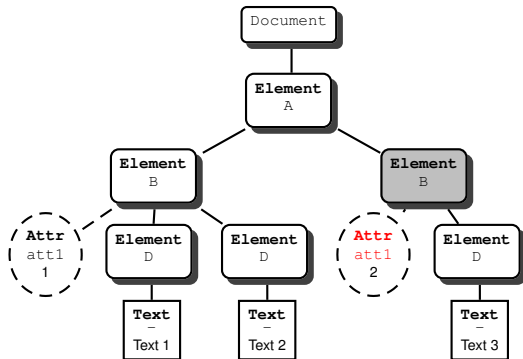 Document
Element
A
Element
B
Element
B
Attr
att1
1
Element
D
Element
D
Attr
att1
2
Element
D
Text
–
Text 1
Text
–
Text 2
Text
–
Text 3